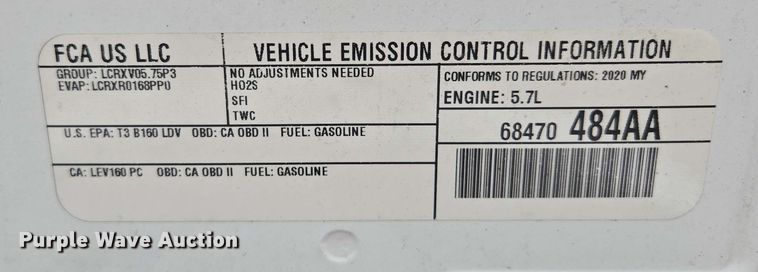 FCA US LLC
VEHICLE EMISSION CONTROL INFORMATION
GROUP: LCRXV05.75P3
EVAP: LCRXR0168PP0
NO ADJUSTMENTS NEEDED
HO2S
SFI
TWC
CONFORMS TO REGULATIONS: 2020 MY
ENGINE: 5.7L
U.S. EPA: T3 B160 LDV OBD: CA OBD II FUEL: GASOLINE
68470 484AA
CA: LEV160 PC OBD: CA OBD II FUEL: GASOLINE
Purple Wave Auction